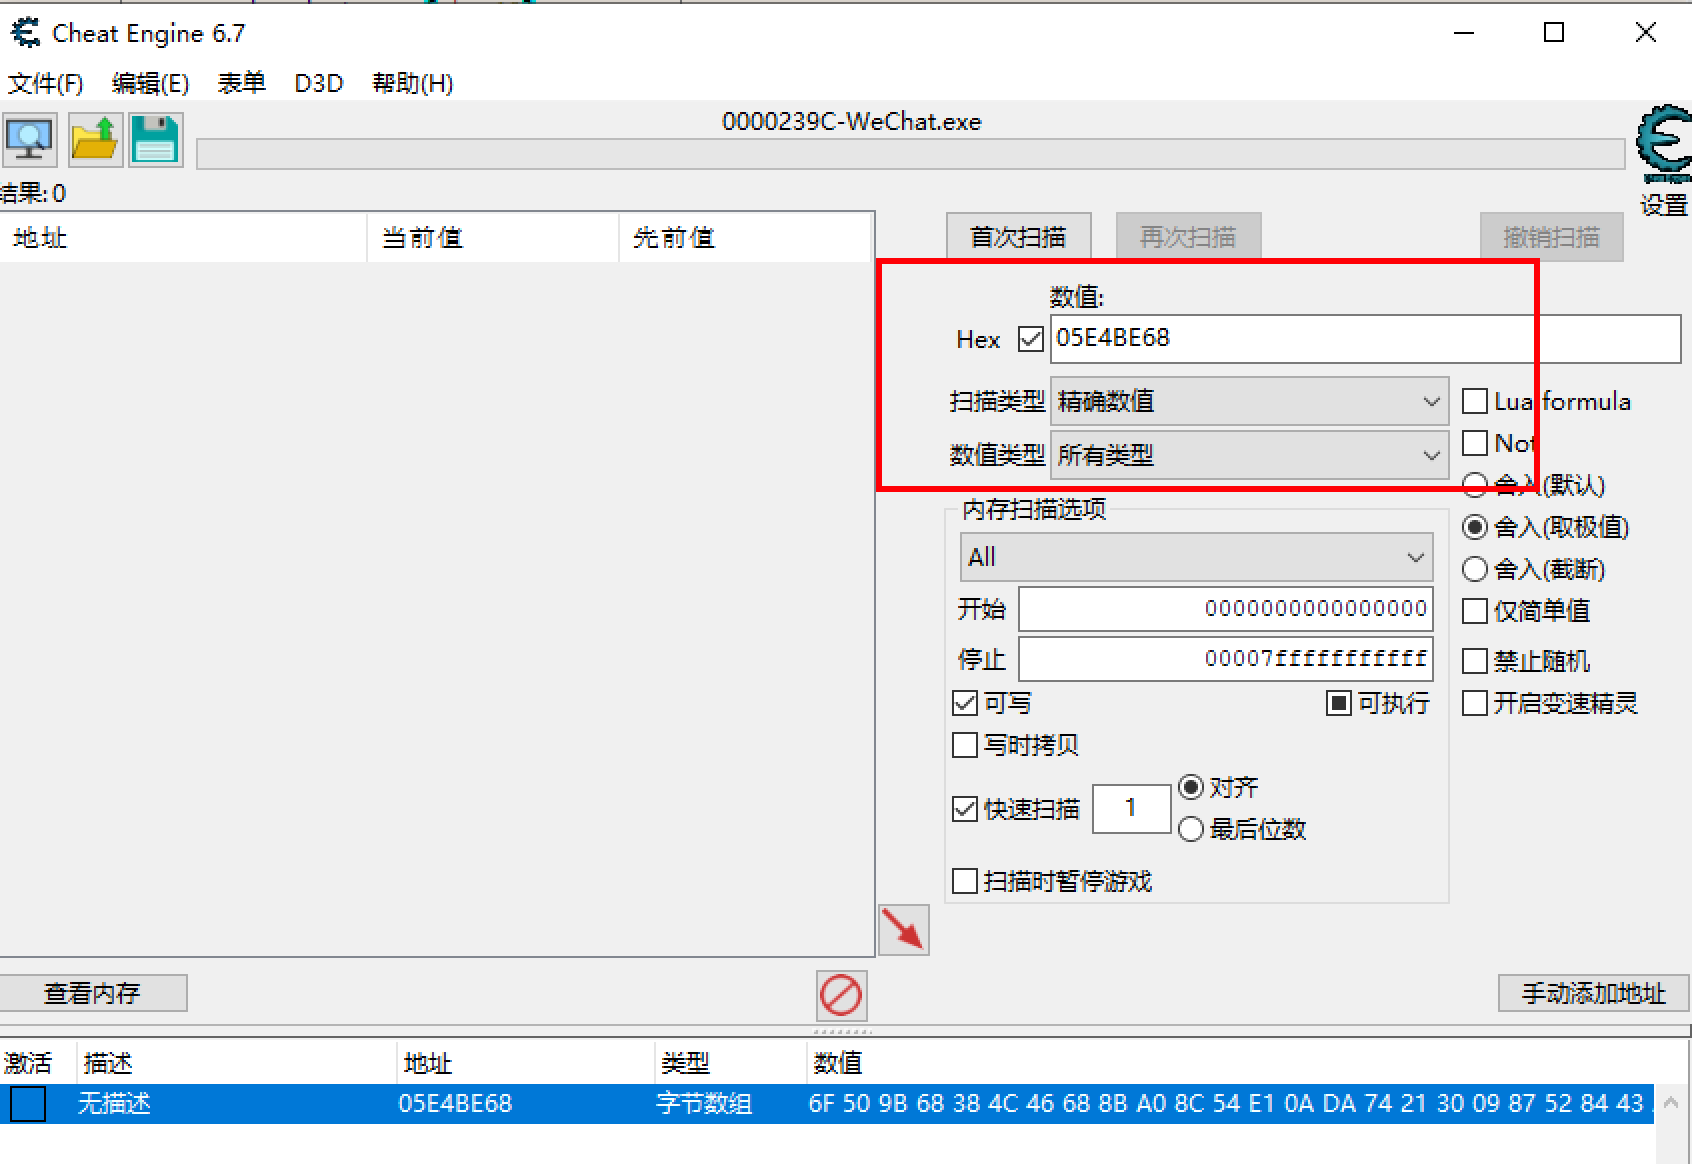 Cheat Engine 6.7
文件(F) 编辑(E) 表单 D3D 帮助(H)
0000239C-WeChat.exe
设置
结果: 0
地址 当前值 先前值
首次扫描 再次扫描 撤销扫描
数值:
Hex 05E4BE68
扫描类型 精确数值 Lua formula
数值类型 所有类型 Not
舍入(默认)
内存扫描选项
舍入(取极值)
All
舍入(截断)
开始 0000000000000000 仅简单值
停止 00007fffffffffff 禁止随机
可写 可执行 开启变速精灵
写时拷贝
快速扫描 1 对齐
最后位数
扫描时暂停游戏
查看内存 手动添加地址
激活 描述 地址 类型 数值
无描述 05E4BE68 字节数组 6F 50 9B 68 38 4C 46 68 8B A0 8C 54 E1 0A DA 74 21 30 09 87 52 84 43